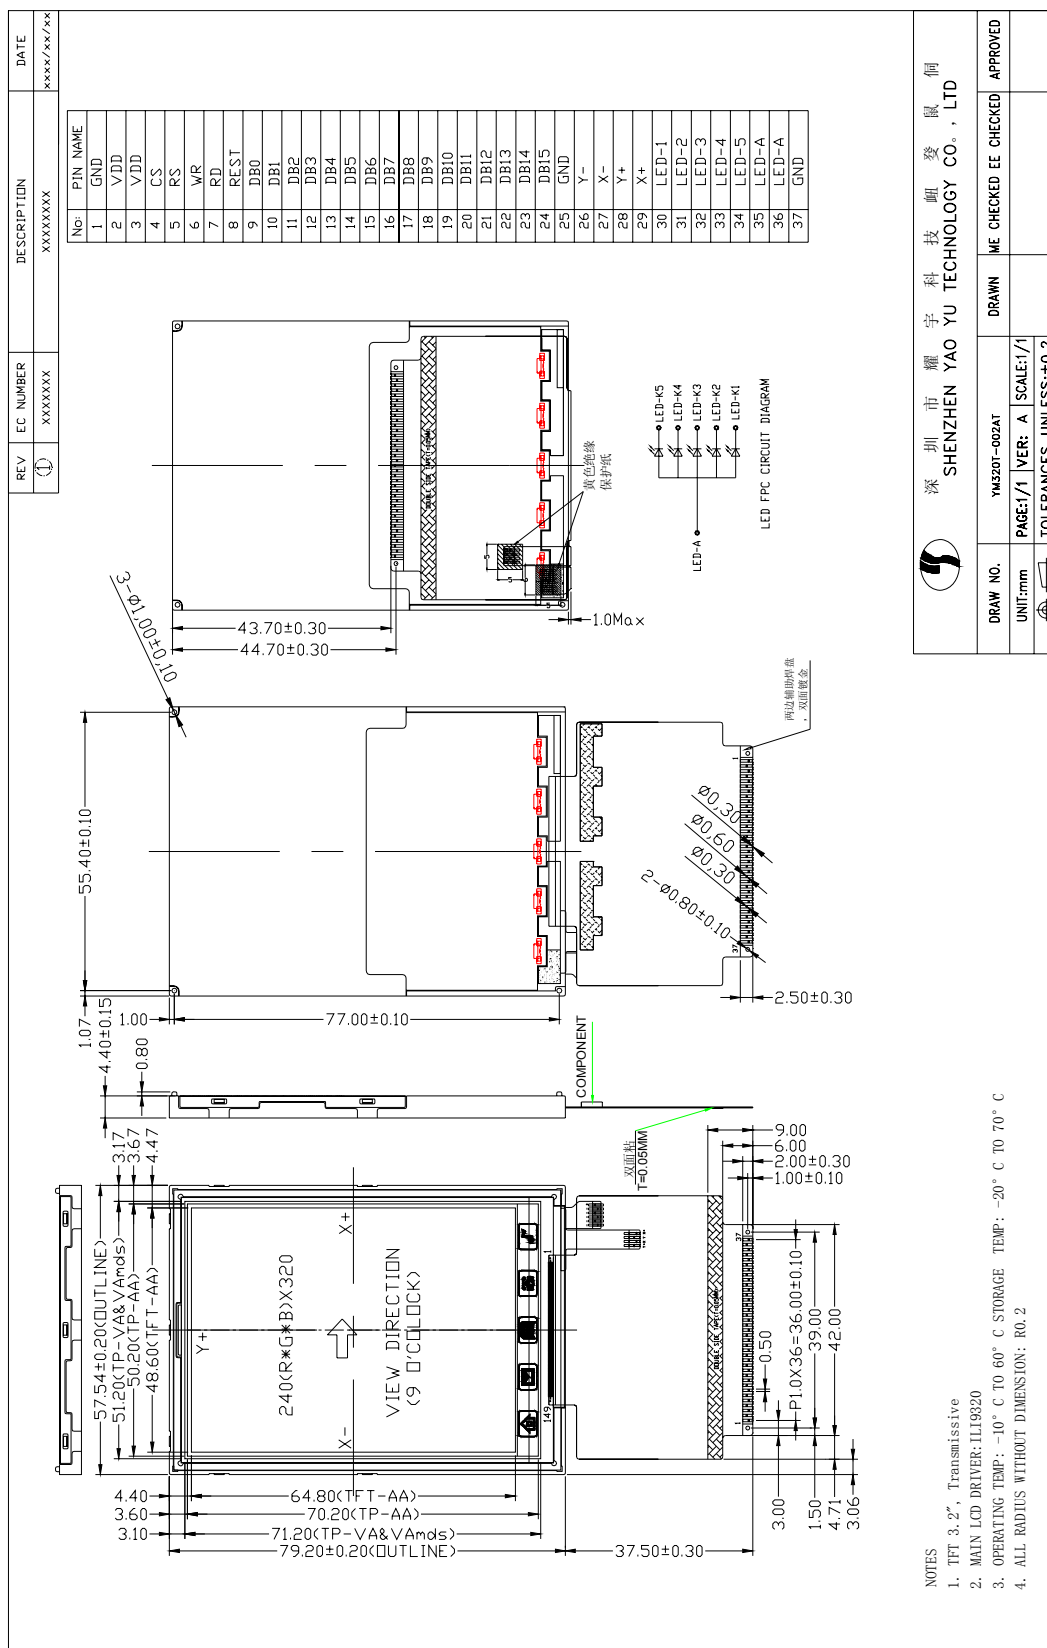 REV EC NUMBER DESCRIPTION DATE
1 XXXXXXX XXXXXXXX xxxx/xx/xx
No: PIN NAME
1 GND
2 VDD
3 VDD
4 CS
5 RS
6 WR
7 RD
8 REST
9 DB0
10 DB1
11 DB2
12 DB3
13 DB4
14 DB5
15 DB6
16 DB7
17 DB8
18 DB9
19 DB10
20 DB11
21 DB12
22 DB13
23 DB14
24 DB15
25 GND
26 Y-
27 X-
28 Y+
29 X+
30 LED-1
31 LED-2
32 LED-3
33 LED-4
34 LED-5
35 LED-A
36 LED-A
37 GND
43.70±0.30
44.70±0.30
1.0Max
5
5
5
黄色绝缘
保护纸
LED-A
LED-K5
LED-K4
LED-K3
LED-K2
LED-K1
LED FPC CIRCUIT DIAGRAM
3-Ø1,00±0,10
55.40±0.10
1.07
1.00
77.00±0.10
2.50±0.30
Ø0,30
Ø0,60
Ø0,30
2-Ø0.80±0.10
1
37
两边辅助焊盘
，双面镀金
4.40±0.15
0.80
COMPONENT
双面粘
T=0.05MM
57.54±0.20(OUTLINE)
51.20(TP-VA&VAmds)
50.20(TP-AA)
48.60(TFT-AA)
3.17
3.67
4.47
Y+
X-
X+
240(R*G*B)X320
VIEW DIRECTION
(9 O'CLOCK)
1
149
4.40
3.60
3.10
64.80(TFT-AA)
70.20(TP-AA)
71.20(TP-VA&VAmds)
79.20±0.20(OUTLINE)
37.50±0.30
9.00
6.00
2.00±0.30
1.00±0.10
37
1
0.50
P1.0X36=36.00±0.10
39.00
42.00
3.00
1.50
4.71
3.06
NOTES
1. TFT 3.2″, Transmissive
2. MAIN LCD DRIVER:ILI9320
3. OPERATING TEMP: -10° C TO 60° C STORAGE TEMP: -20° C TO 70° C
4. ALL RADIUS WITHOUT DIMENSION: R0.2
深 圳 市 耀 宇 科 技
SHENZHEN YAO YU TECHNOLOGY CO。, LTD
DRAW NO. YM320T-002AT DRAWN ME CHECKED EE CHECKED APPROVED
UNIT:mm PAGE:1/1 VER: A SCALE:1/1
TOLERANCES UNLESS:±0.2